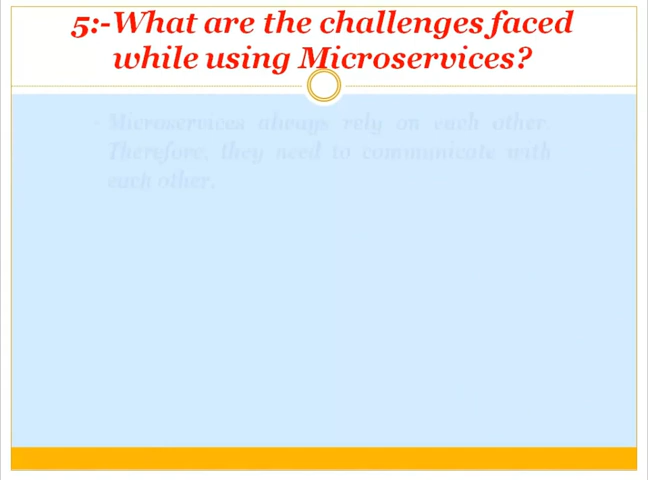 5:-What are the challenges faced
while using Microservices?
• Microservices always rely on each other.
Therefore, they need to communicate with
each other.